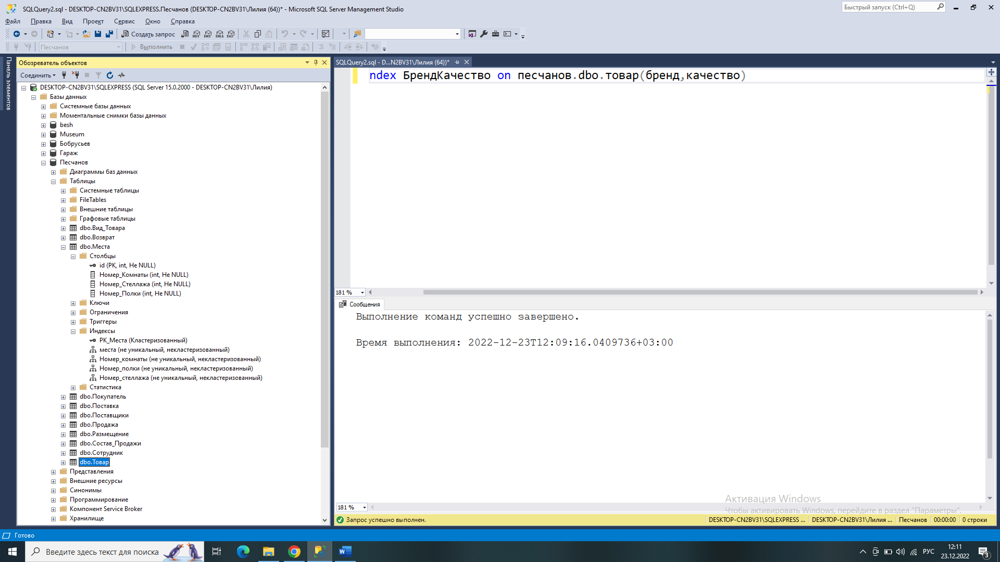 SQLQuery2.sql - DESKTOP-CN2BV31\SQLEXPRESS.Песчанов (DESKTOP-CN2BV31\Лилия (64))* - Microsoft SQL Server Management Studio
Быстрый запуск (Ctrl+Q)
Файл Правка Вид Проект Сервис Окно Справка
Создать запрос
MDX DMX XMLA DAX
Песчанов
Выполнить
Панель элементов
Обозреватель объектов
Соединить
DESKTOP-CN2BV31\SQLEXPRESS (SQL Server 15.0.2000 - DESKTOP-CN2BV31\Лилия)
Базы данных
Системные базы данных
Моментальные снимки базы данных
besh
Museum
Бобрусьев
Гараж
Песчанов
Диаграммы баз данных
Таблицы
Системные таблицы
FileTables
Внешние таблицы
Графовые таблицы
dbo.Вид_Товара
dbo.Возврат
dbo.Места
Столбцы
id (PK, int, Не NULL)
Номер_Комнаты (int, Не NULL)
Номер_Стеллажа (int, Не NULL)
Номер_Полки (int, Не NULL)
Ключи
Ограничения
Триггеры
Индексы
PK_Места (Кластеризованный)
места (не уникальный, некластеризованный)
Номер_комнаты (не уникальный, некластеризованный)
Номер_полки (не уникальный, некластеризованный)
Номер_стеллажа (не уникальный, некластеризованный)
Статистика
dbo.Покупатель
dbo.Поставка
dbo.Поставщики
dbo.Продажа
dbo.Размещение
dbo.Состав_Продажи
dbo.Сотрудник
dbo.Товар
Представления
Внешние ресурсы
Синонимы
Программирование
Компонент Service Broker
Хранилище
SQLQuery2.sql - D...N2BV31\Лилия (64))*
ndex БрендКачество on песчанов.dbo.товар(бренд,качество)
181 %
Сообщения
Выполнение команд успешно завершено.
Время выполнения: 2022-12-23T12:09:16.0409736+03:00
181 %
Активация Windows
Чтобы активировать Windows, перейдите в раздел "Параметры".
Запрос успешно выполнен.
DESKTOP-CN2BV31\SQLEXPRESS ... DESKTOP-CN2BV31\Лилия ... Песчанов 00:00:00 0 строки
Готово
Введите здесь текст для поиска
РУС
12:11
23.12.2022
3